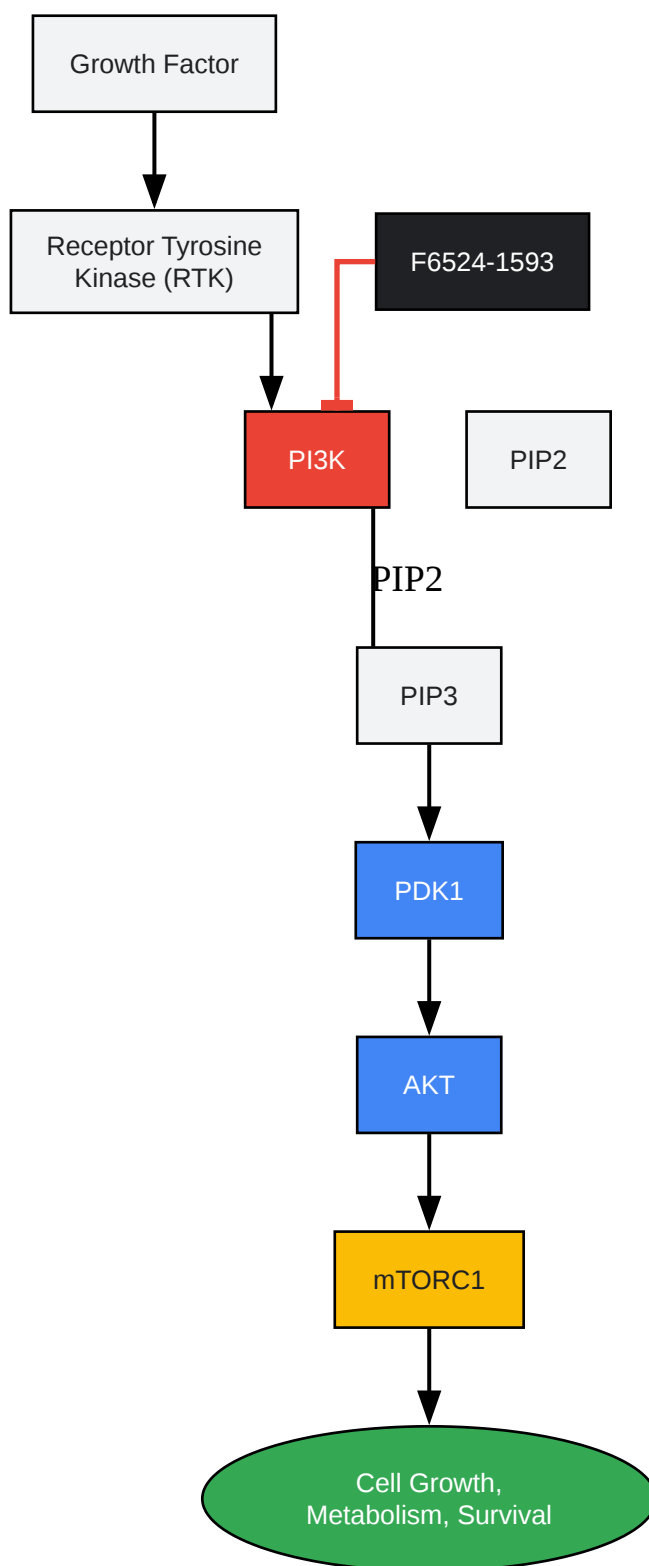 Growth Factor
Receptor Tyrosine
Kinase (RTK)
F6524-1593
PI3K
PIP2
PIP2
PIP3
PDK1
AKT
mTORC1
Cell Growth,
Metabolism, Survival